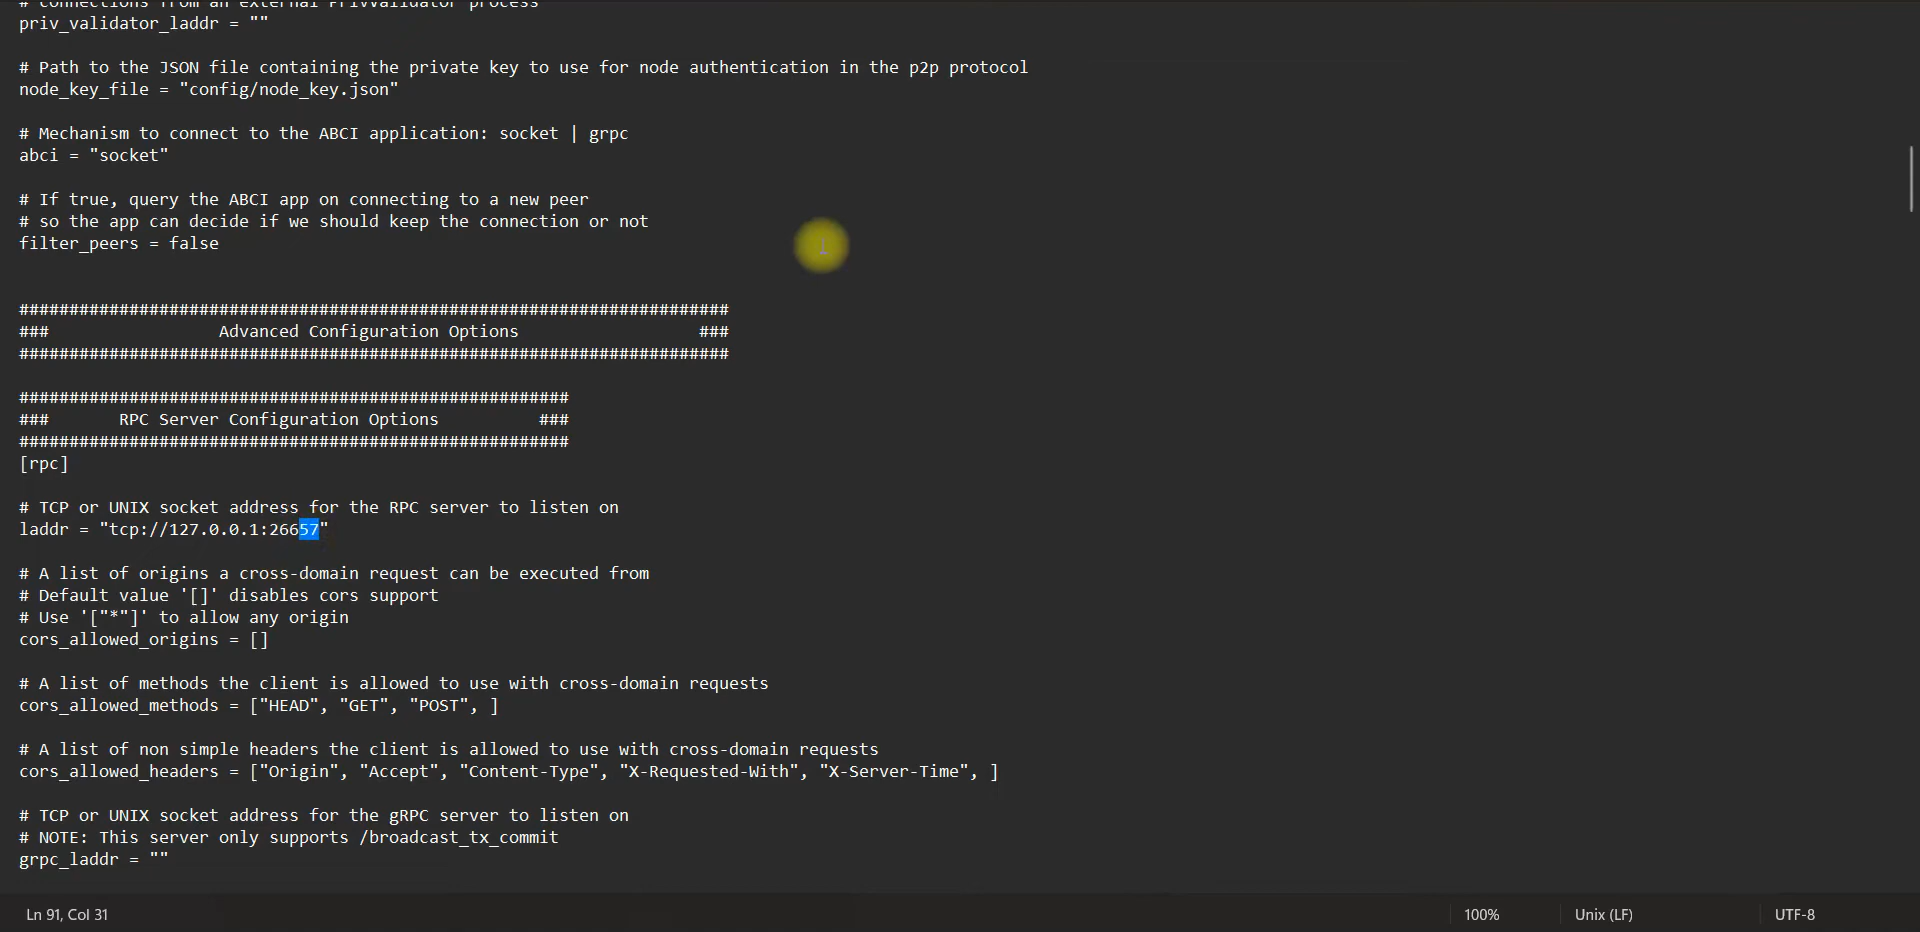 # connections from an external PrivValidator process
priv_validator_laddr = ""
# Path to the JSON file containing the private key to use for node authentication in the p2p protocol
node_key_file = "config/node_key.json"
# Mechanism to connect to the ABCI application: socket | grpc
abci = "socket"
# If true, query the ABCI app on connecting to a new peer
# so the app can decide if we should keep the connection or not
filter_peers = false
#######################################################################
###                 Advanced Configuration Options                  ###
#######################################################################
#######################################################
###       RPC Server Configuration Options          ###
#######################################################
[rpc]
# TCP or UNIX socket address for the RPC server to listen on
laddr = "tcp://127.0.0.1:26657"
# A list of origins a cross-domain request can be executed from
# Default value '[]' disables cors support
# Use '["*"]' to allow any origin
cors_allowed_origins = []
# A list of methods the client is allowed to use with cross-domain requests
cors_allowed_methods = ["HEAD", "GET", "POST", ]
# A list of non simple headers the client is allowed to use with cross-domain requests
cors_allowed_headers = ["Origin", "Accept", "Content-Type", "X-Requested-With", "X-Server-Time", ]
# TCP or UNIX socket address for the gRPC server to listen on
# NOTE: This server only supports /broadcast_tx_commit
grpc_laddr = ""
Ln 91, Col 31
100%
Unix (LF)
UTF-8